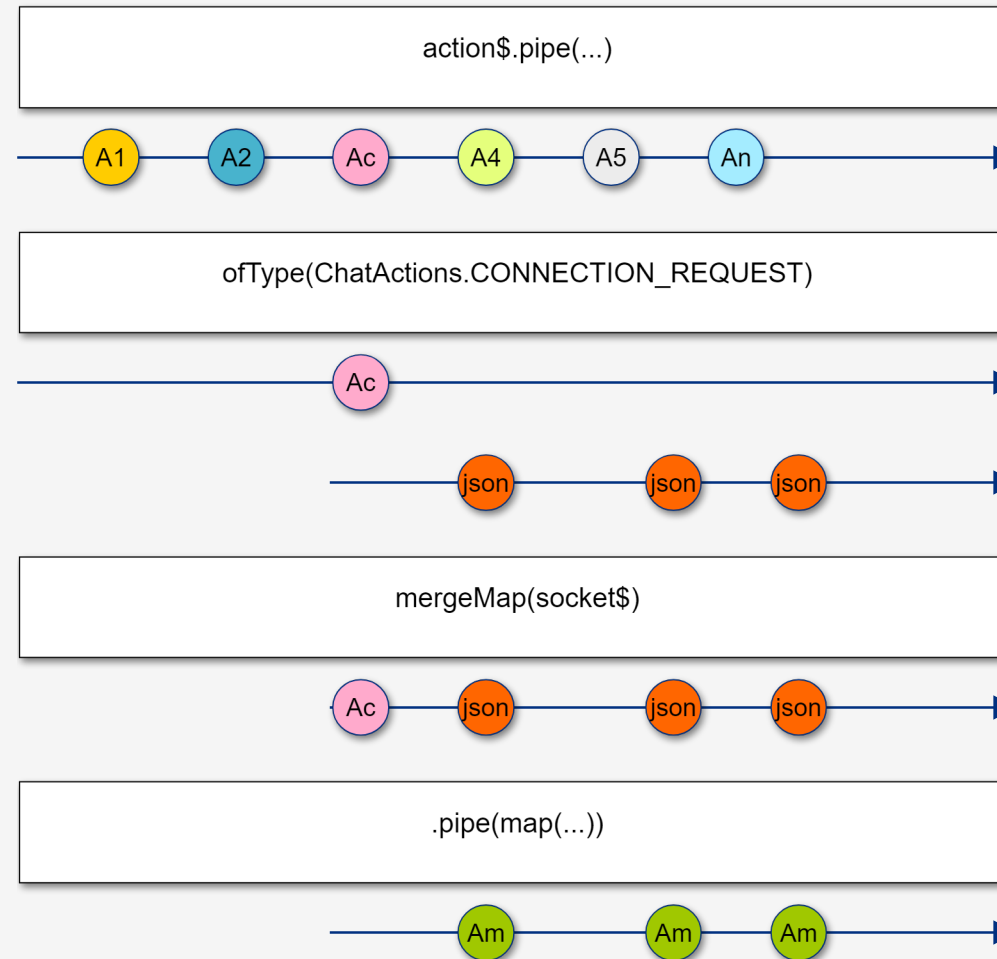 action$.pipe(...)
A1 A2 Ac A4 A5 An
ofType(ChatActions.CONNECTION_REQUEST)
Ac
json json json
mergeMap(socket$)
Ac json json json
.pipe(map(...))
Am Am Am